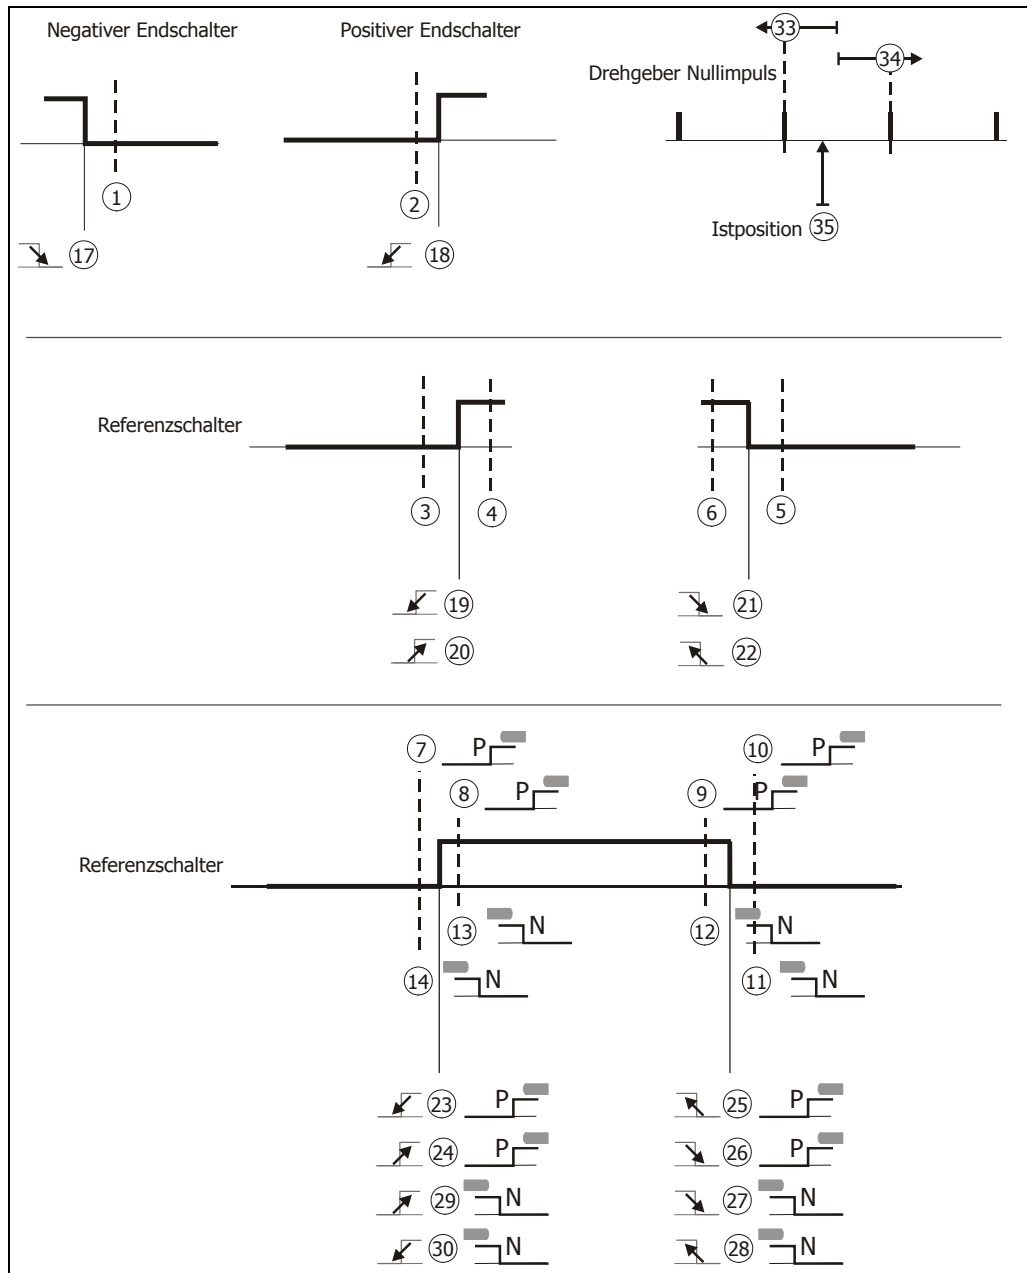 Negativer Endschalter
Positiver Endschalter
33
34
Drehgeber Nullimpuls
1
2
17
18
Istposition 35
Referenzschalter
3
4
6
5
19
21
20
22
7 P
10 P
8 P
9 P
Referenzschalter
13 N
12 N
14 N
11 N
23 P
25 P
24 P
26 P
29 N
27 N
30 N
28 N